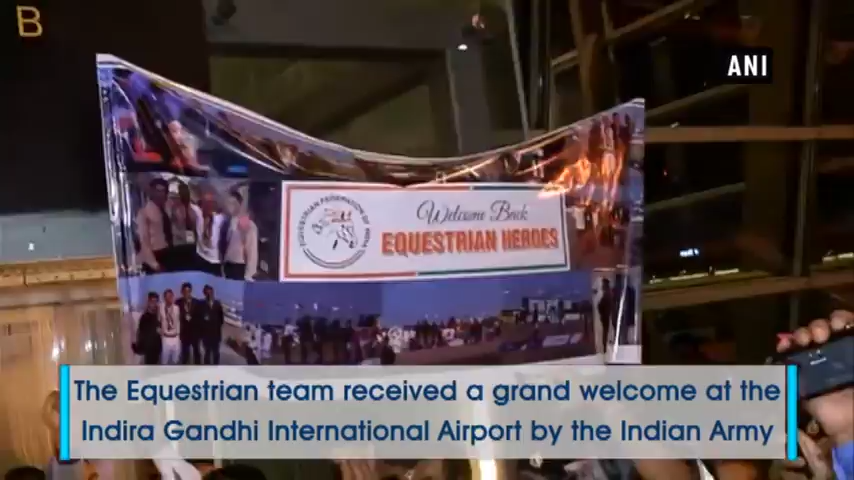 B
ANI
EQUESTRIAN FEDERATION OF INDIA
Welcome Back
EQUESTRIAN HEROES
The Equestrian team received a grand welcome at the
Indira Gandhi International Airport by the Indian Army